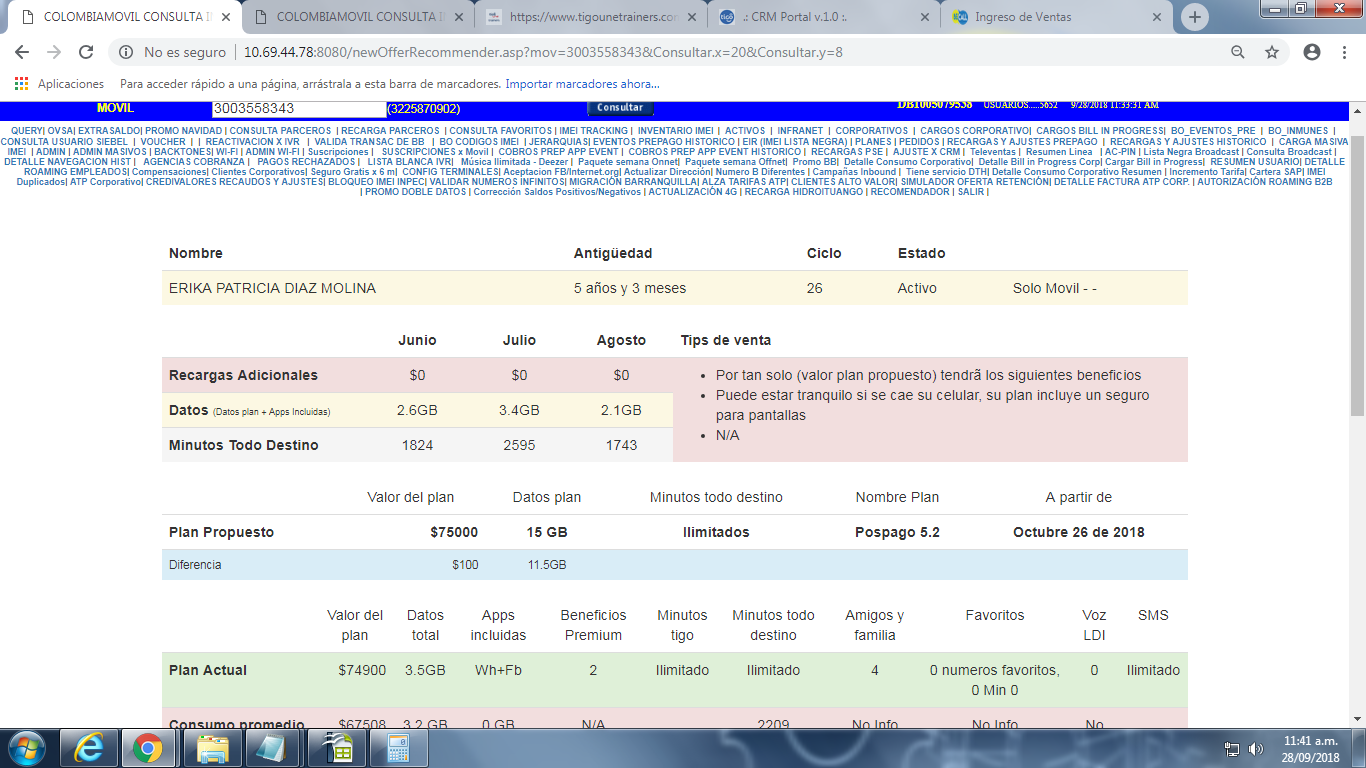 COLOMBIAMOVIL CONSULTA I
COLOMBIAMOVIL CONSULTA I
https://www.tigounetrainers.con
.: CRM Portal v.1.0 :.
Ingreso de Ventas
No es seguro | 10.69.44.78:8080/newOfferRecommender.asp?mov=3003558343&Consultar.x=20&Consultar.y=8
Aplicaciones Para acceder rápido a una página, arrástrala a esta barra de marcadores. Importar marcadores ahora...
MOVIL 3003558343 (3225870902) Consultar DB1005079538 USUARIOS.....5652 9/28/2018 11:33:31 AM
QUERY| OVSA| EXTRASALDO| PROMO NAVIDAD | CONSULTA PARCEROS | RECARGA PARCEROS | CONSULTA FAVORITOS | IMEI TRACKING | INVENTARIO IMEI | ACTIVOS | INFRANET | CORPORATIVOS | CARGOS CORPORATIVO| CARGOS BILL IN PROGRESS| BO_EVENTOS_PRE | BO_INMUNES |
CONSULTA USUARIO SIEBEL | VOUCHER | | REACTIVACION X IVR | VALIDA TRANSAC DE BB | BO CODIGOS IMEI |JERARQUIAS| EVENTOS PREPAGO HISTORICO | EIR (IMEI LISTA NEGRA) | PLANES | PEDIDOS | RECARGAS Y AJUSTES PREPAGO | RECARGAS Y AJUSTES HISTORICO | CARGA MASIVA
IMEI | ADMIN | ADMIN MASIVOS | BACKTONES| WI-FI | ADMIN WI-FI | Suscripciones | SUSCRIPCIONES x Movil | COBROS PREP APP EVENT | COBROS PREP APP EVENT HISTORICO | RECARGAS PSE | AJUSTE X CRM | Televentas | Resumen Linea | AC-PIN | Lista Negra Broadcast | Consulta Broadcast |
DETALLE NAVEGACION HIST | AGENCIAS COBRANZA | PAGOS RECHAZADOS | LISTA BLANCA IVR| Música Ilimitada - Deezer | Paquete semana Onnet| Paquete semana Offnet| Promo BB| Detalle Consumo Corporativo| Detalle Bill in Progress Corp| Cargar Bill in Progress| RESUMEN USUARIO| DETALLE
ROAMING EMPLEADOS| Compensaciones| Clientes Corporativos| Seguro Gratis x 6 m| CONFIG TERMINALES| Aceptacion FB/Internet.org| Actualizar Dirección| Numero B Diferentes | Campañas Inbound | Tiene servicio DTH| Detalle Consumo Corporativo Resumen | Incremento Tarifa| Cartera SAP| IMEI
Duplicados| ATP Corporativo| CREDIVALORES RECAUDOS Y AJUSTES| BLOQUEO IMEI INPEC| VALIDAR NUMEROS INFINITOS| MIGRACIÓN BARRANQUILLA| ALZA TARIFAS ATP| CLIENTES ALTO VALOR| SIMULADOR OFERTA RETENCIÓN| DETALLE FACTURA ATP CORP. | AUTORIZACIÓN ROAMING B2B
| PROMO DOBLE DATOS | Corrección Saldos Positivos/Negativos | ACTUALIZACIÓN 4G | RECARGA HIDROITUANGO | RECOMENDADOR | SALIR |
Nombre Antigüedad Ciclo Estado
ERIKA PATRICIA DIAZ MOLINA 5 años y 3 meses 26 Activo Solo Movil - -
Junio Julio Agosto Tips de venta
Recargas Adicionales $0 $0 $0
Datos (Datos plan + Apps Incluidas) 2.6GB 3.4GB 2.1GB
Minutos Todo Destino 1824 2595 1743
• Por tan solo (valor plan propuesto) tendrã los siguientes beneficios
• Puede estar tranquilo si se cae su celular, su plan incluye un seguro
para pantallas
• N/A
Valor del plan Datos plan Minutos todo destino Nombre Plan A partir de
Plan Propuesto $75000 15 GB Ilimitados Pospago 5.2 Octubre 26 de 2018
Diferencia $100 11.5GB
Valor del Datos Apps Beneficios Minutos Minutos todo Amigos y Favoritos Voz SMS
plan total incluidas Premium tigo destino familia LDI
Plan Actual $74900 3.5GB Wh+Fb 2 Ilimitado Ilimitado 4 0 numeros favoritos, 0 Ilimitado
0 Min 0
Consumo promedio $67508 3.2 GB 0 GB N/A 2209 No Info No Info No
11:41 a.m.
28/09/2018